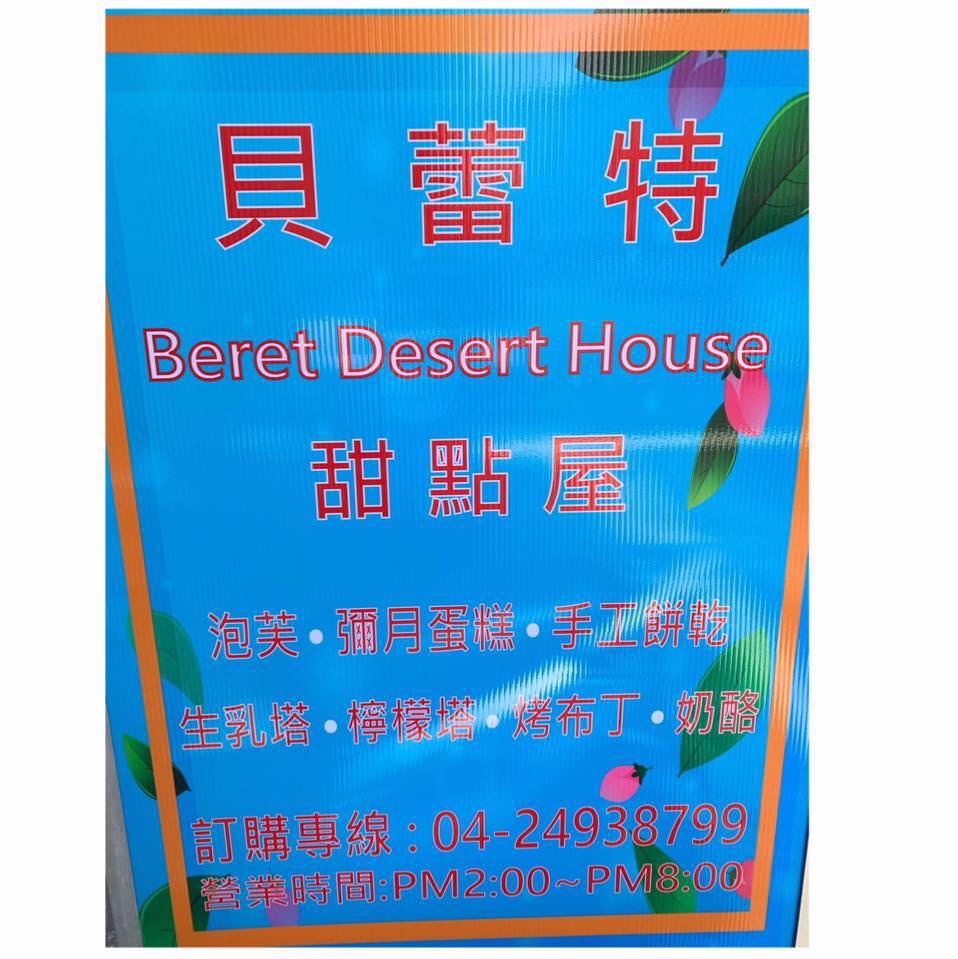 貝蕾特
Beret Desert House
甜點屋
泡芙•彌月蛋糕•手工餅乾
生乳塔•檸檬塔•烤布丁•奶酪
訂購專線:04-24938799
營業時間:PM2:00~PM8:00